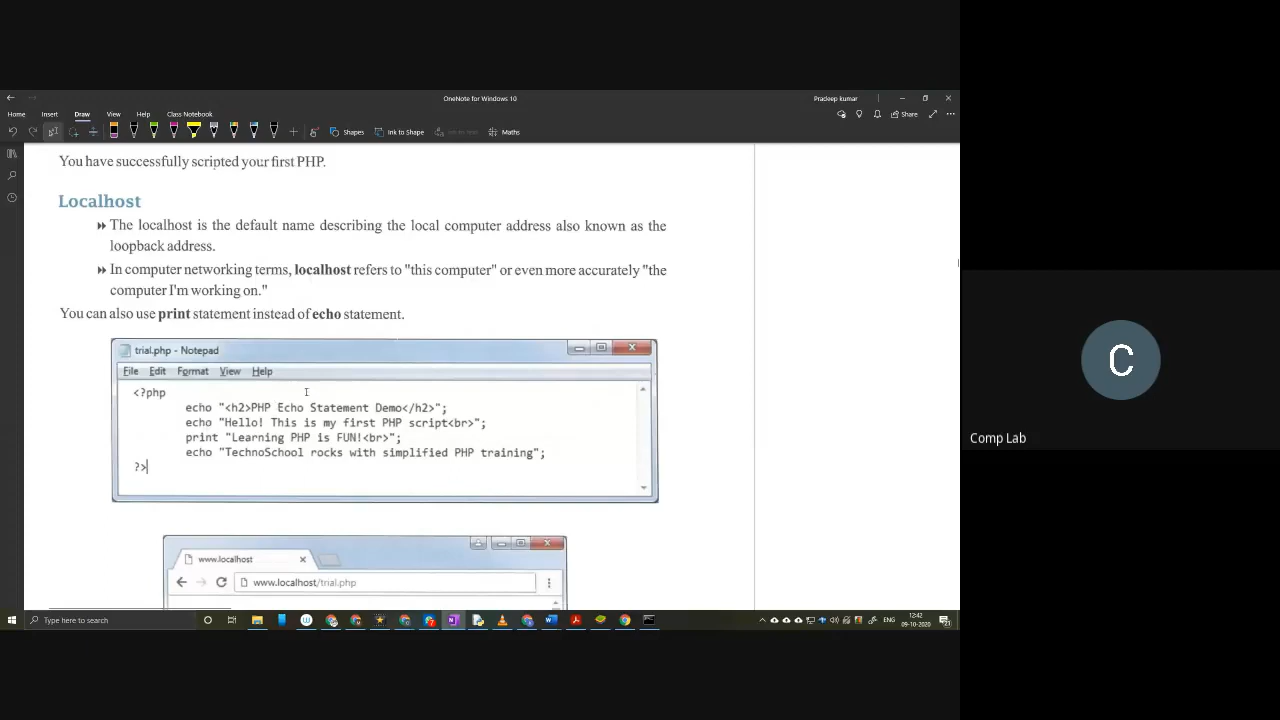 OneNote for Windows 10
Pradeep kumar
Home Insert Draw View Help Class Notebook
Share
Shapes Ink to Shape Maths
You have successfully scripted your first PHP.
Localhost
The localhost is the default name describing the local computer address also known as the
loopback address.
In computer networking terms, localhost refers to "this computer" or even more accurately "the
computer I'm working on."
You can also use print statement instead of echo statement.
trial.php - Notepad
File Edit Format View Help
<?php
echo "<h2>PHP Echo Statement Demo</h2>";
echo "Hello! This is my first PHP script<br>";
print "Learning PHP is FUN!<br>";
echo "TechnoSchool rocks with simplified PHP training";
?>
www.localhost
www.localhost/trial.php
Type here to search
ENG
12:42
09-10-2020
C
Comp Lab